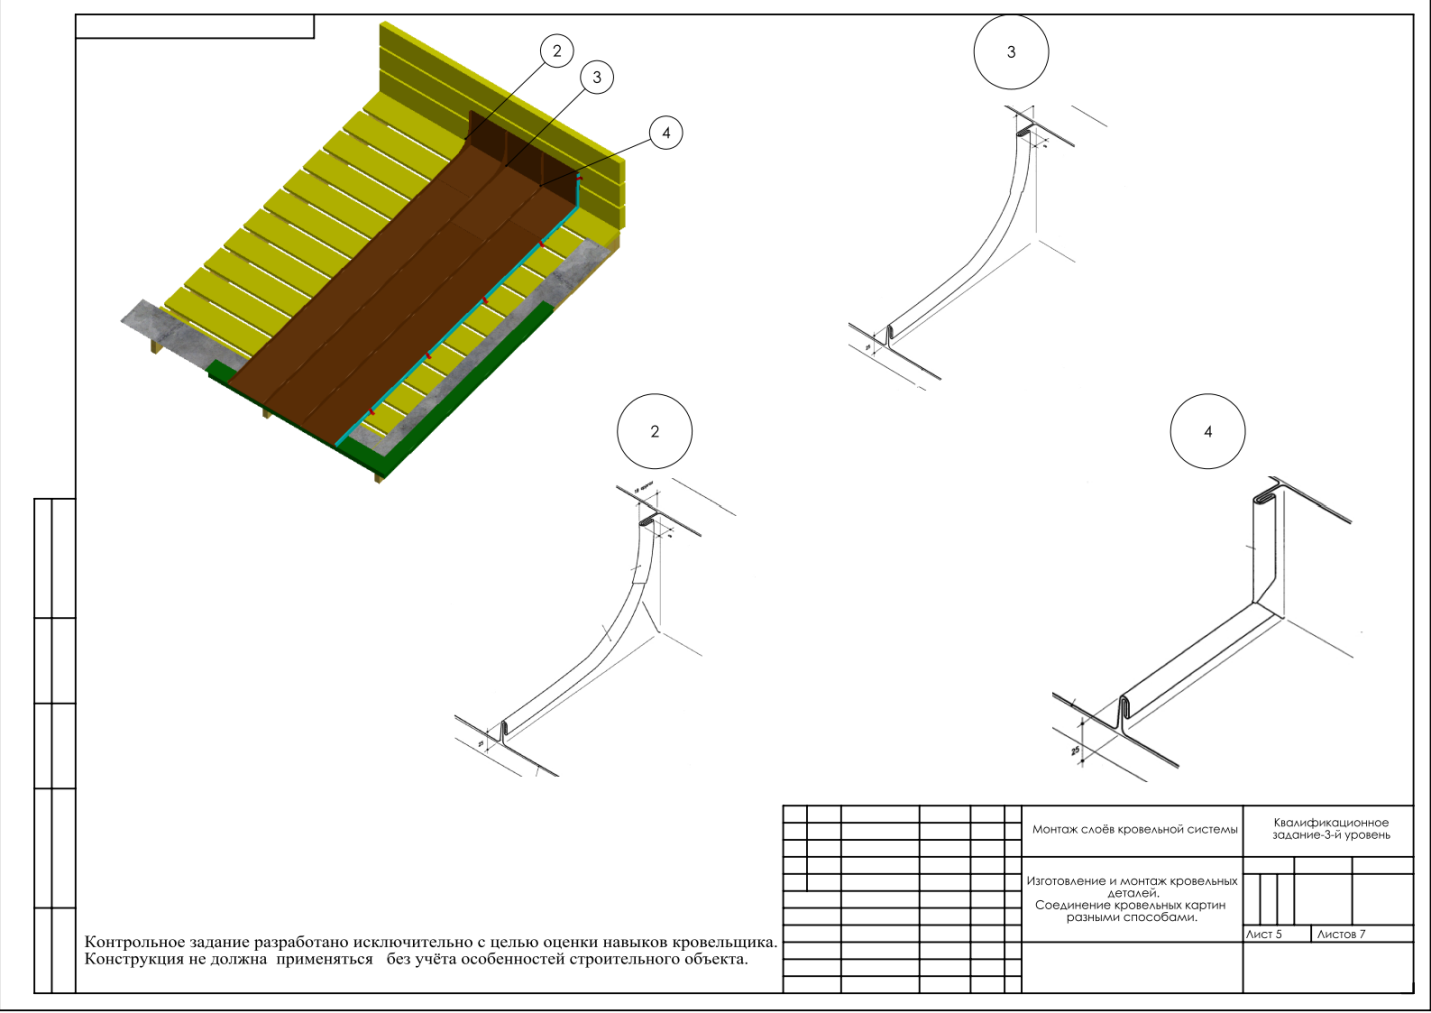 2
3
4
3
2
4
25
Монтаж слоёв кровельной системы
Квалификационное
задание-3-й уровень
Изготовление и монтаж кровельных
деталей.
Соединение кровельных картин
разными способами.
Лист 5
Листов 7
Контрольное задание разработано исключительно с целью оценки навыков кровельщика.
Конструкция не должна применяться без учёта особенностей строительного объекта.